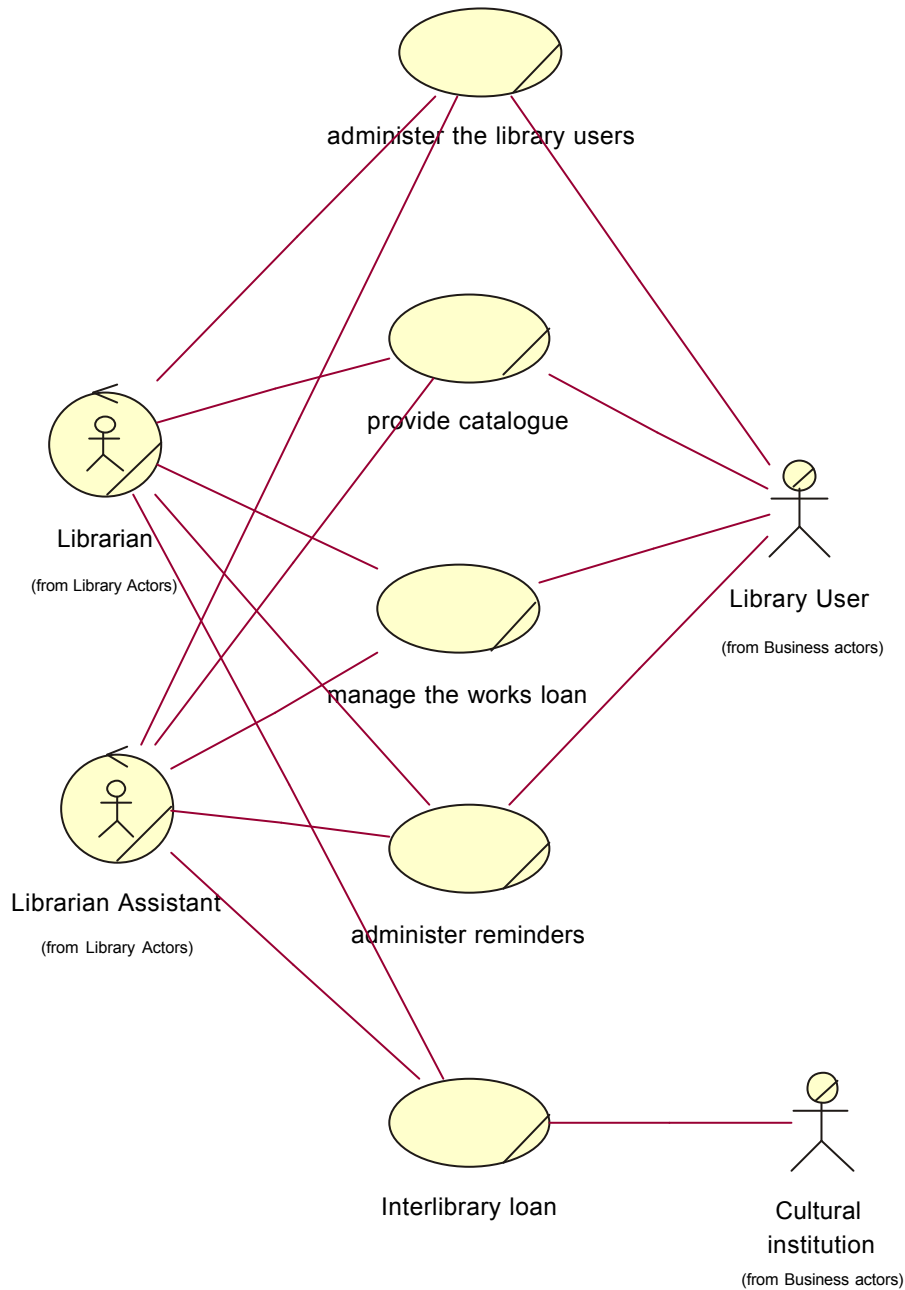 administer the library users
provide catalogue
Librarian
(from Library Actors)
Library User
(from Business actors)
manage the works loan
Librarian Assistant
(from Library Actors)
administer reminders
Interlibrary loan
Cultural
institution
(from Business actors)